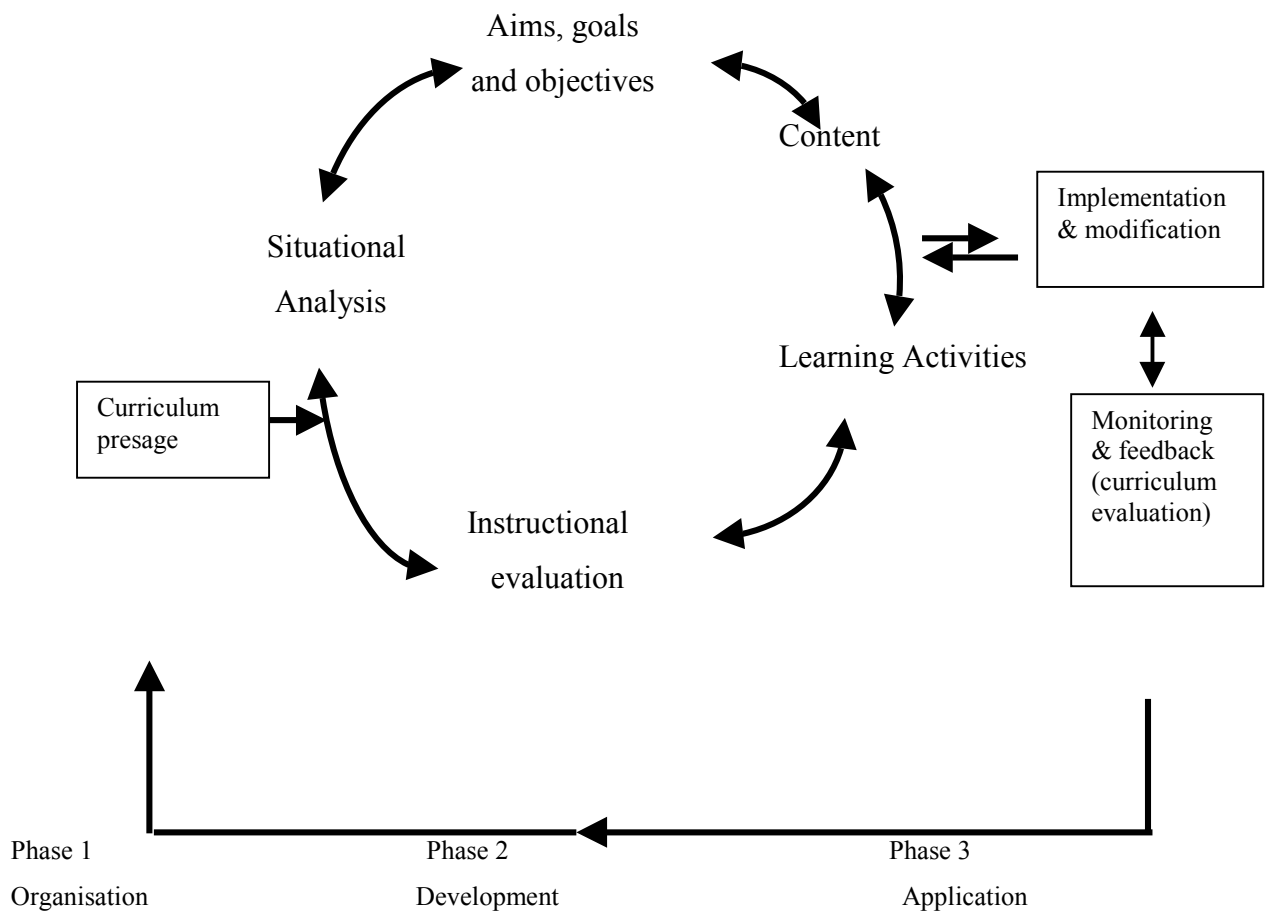 Aims, goals
and objectives
Content
Implementation
& modification
Situational
Analysis
Learning Activities
Curriculum
presage
Monitoring
& feedback
(curriculum
evaluation)
Instructional
evaluation
Phase 1
Phase 2
Phase 3
Organisation
Development
Application